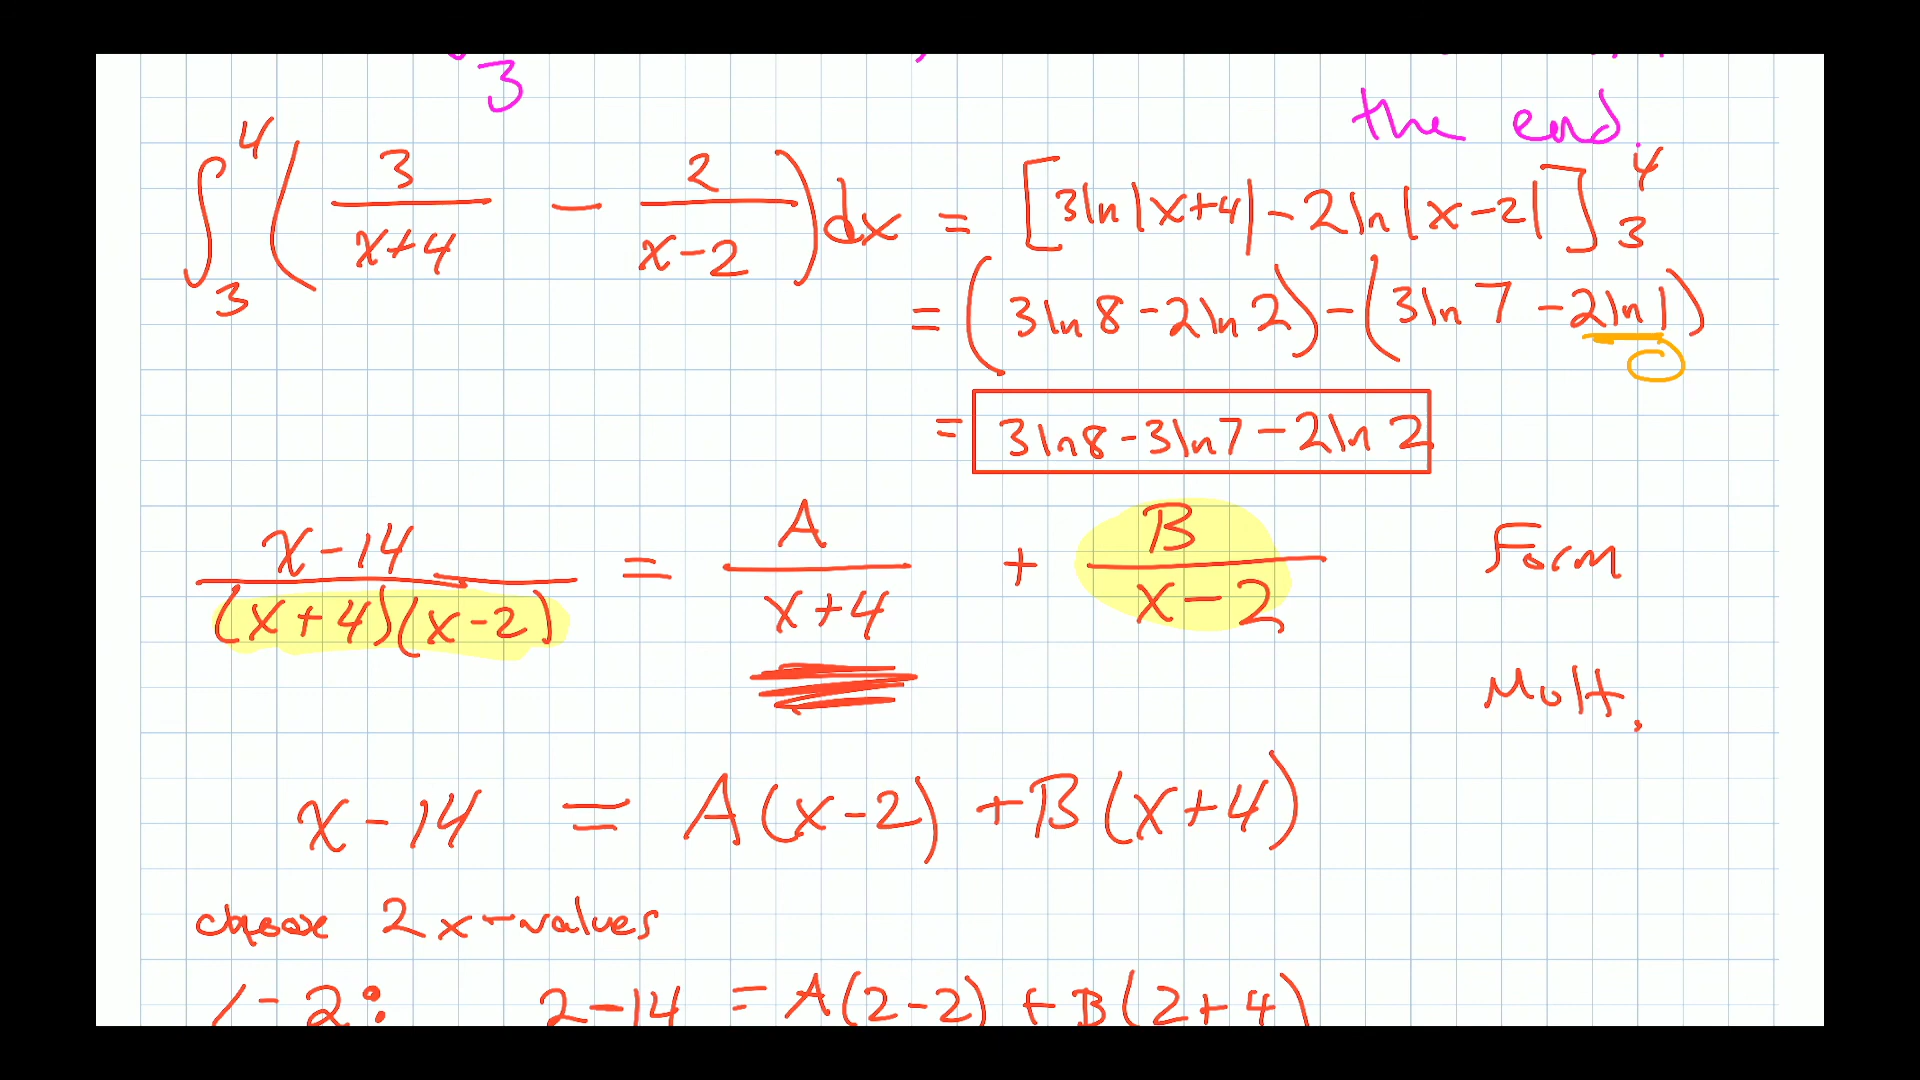 3
the end.
∫₃⁴ ( 3/(x+4) − 2/(x−2) ) dx = [3ln|x+4| − 2ln|x−2|]₃⁴
= (3ln8 − 2ln2) − (3ln7 − 2ln1)
0
= 3ln8 − 3ln7 − 2ln2
(x−14)/((x+4)(x−2)) = A/(x+4) + B/(x−2) Form
Mult.
x−14 = A(x−2) + B(x+4)
choose 2 x-values
2: 2−14 = A(2−2) + B(2+4)